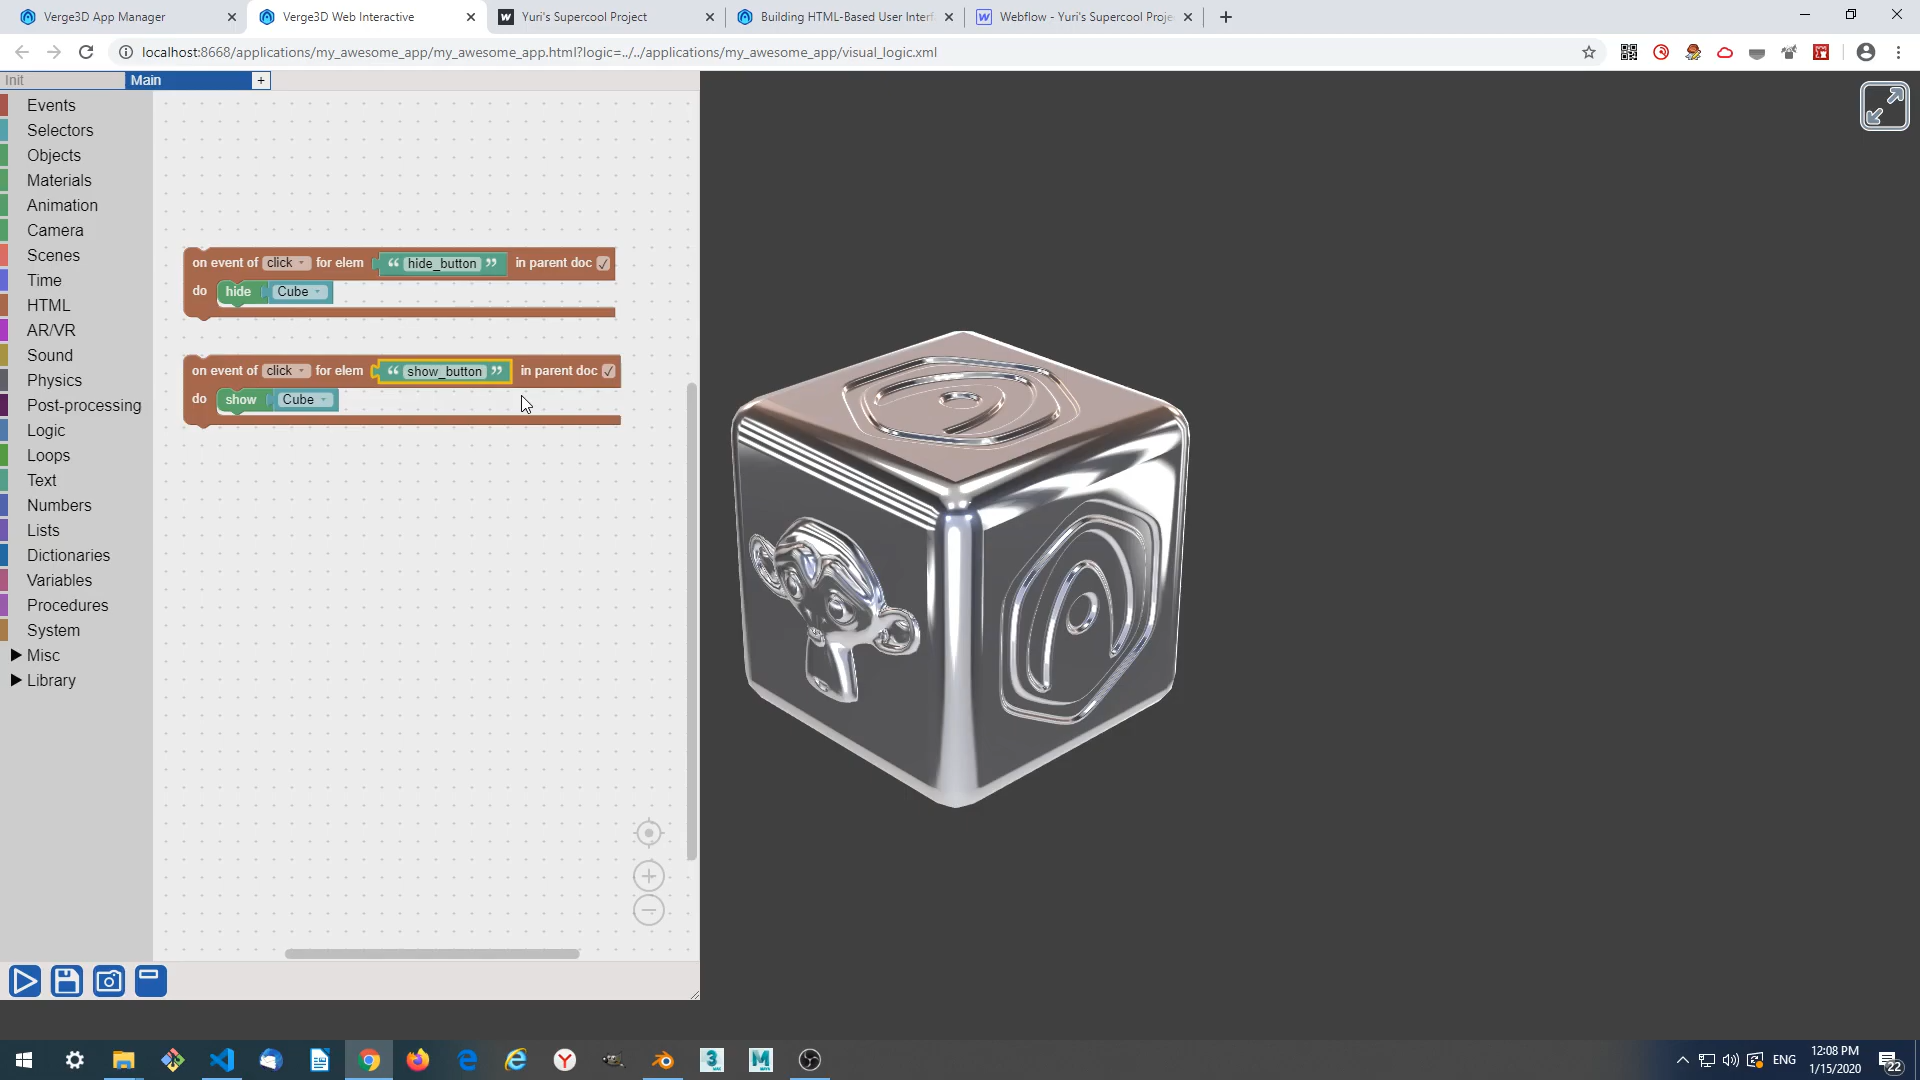 Verge3D App Manager
Verge3D Web Interactive
Yuri's Supercool Project
Building HTML-Based User Interf
Webflow - Yuri's Supercool Proje
localhost:8668/applications/my_awesome_app/my_awesome_app.html?logic=../../applications/my_awesome_app/visual_logic.xml
Init
Main
+
Events
Selectors
Objects
Materials
Animation
Camera
Scenes
Time
HTML
AR/VR
Sound
Physics
Post-processing
Logic
Loops
Text
Numbers
Lists
Dictionaries
Variables
Procedures
System
Misc
Library
on event of click for elem “ hide_button ” in parent doc
do hide Cube
on event of click for elem “ show_button ” in parent doc
do show Cube
ENG
12:08 PM
1/15/2020
22